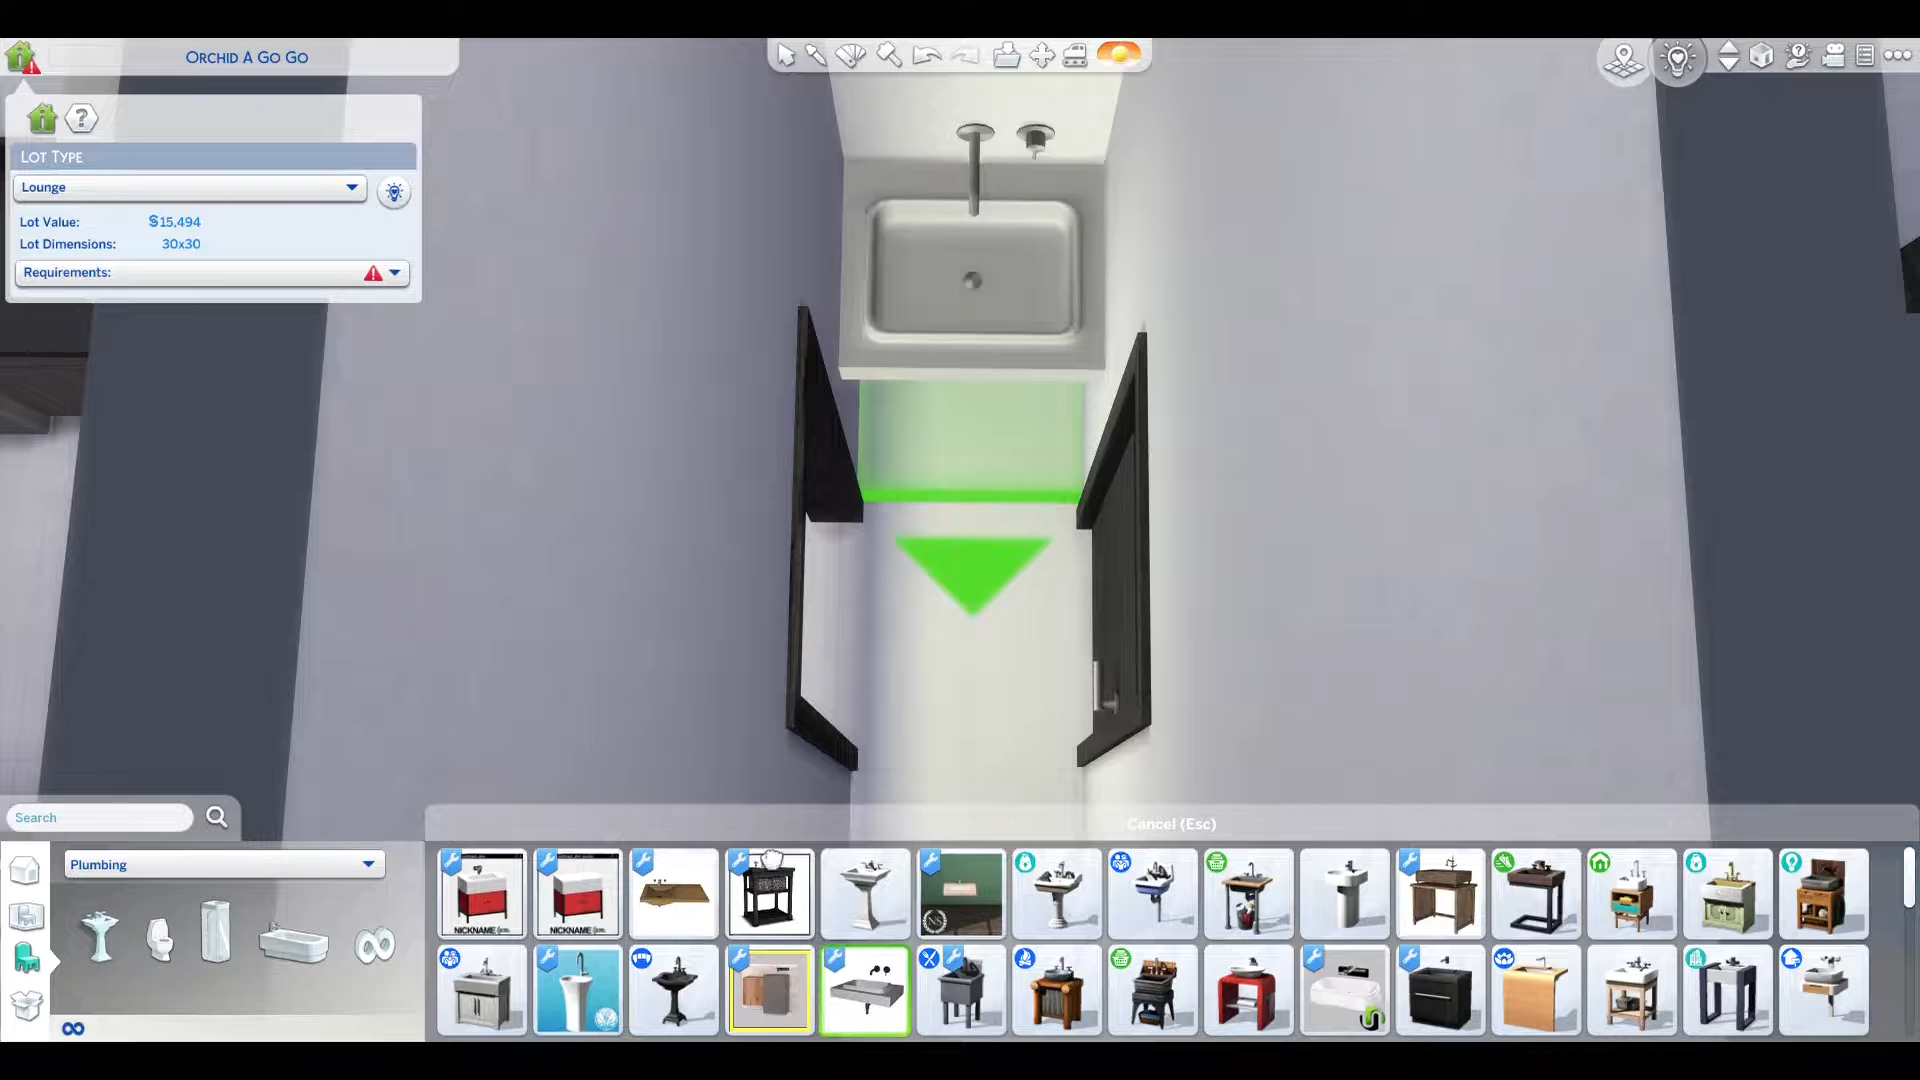 ORCHID A GO GO
LOT TYPE
Lounge
Lot Value: §15,494
Lot Dimensions: 30x30
Requirements:
Search
Cancel (Esc)
Plumbing
NICKNAME
NICKNAME
NS